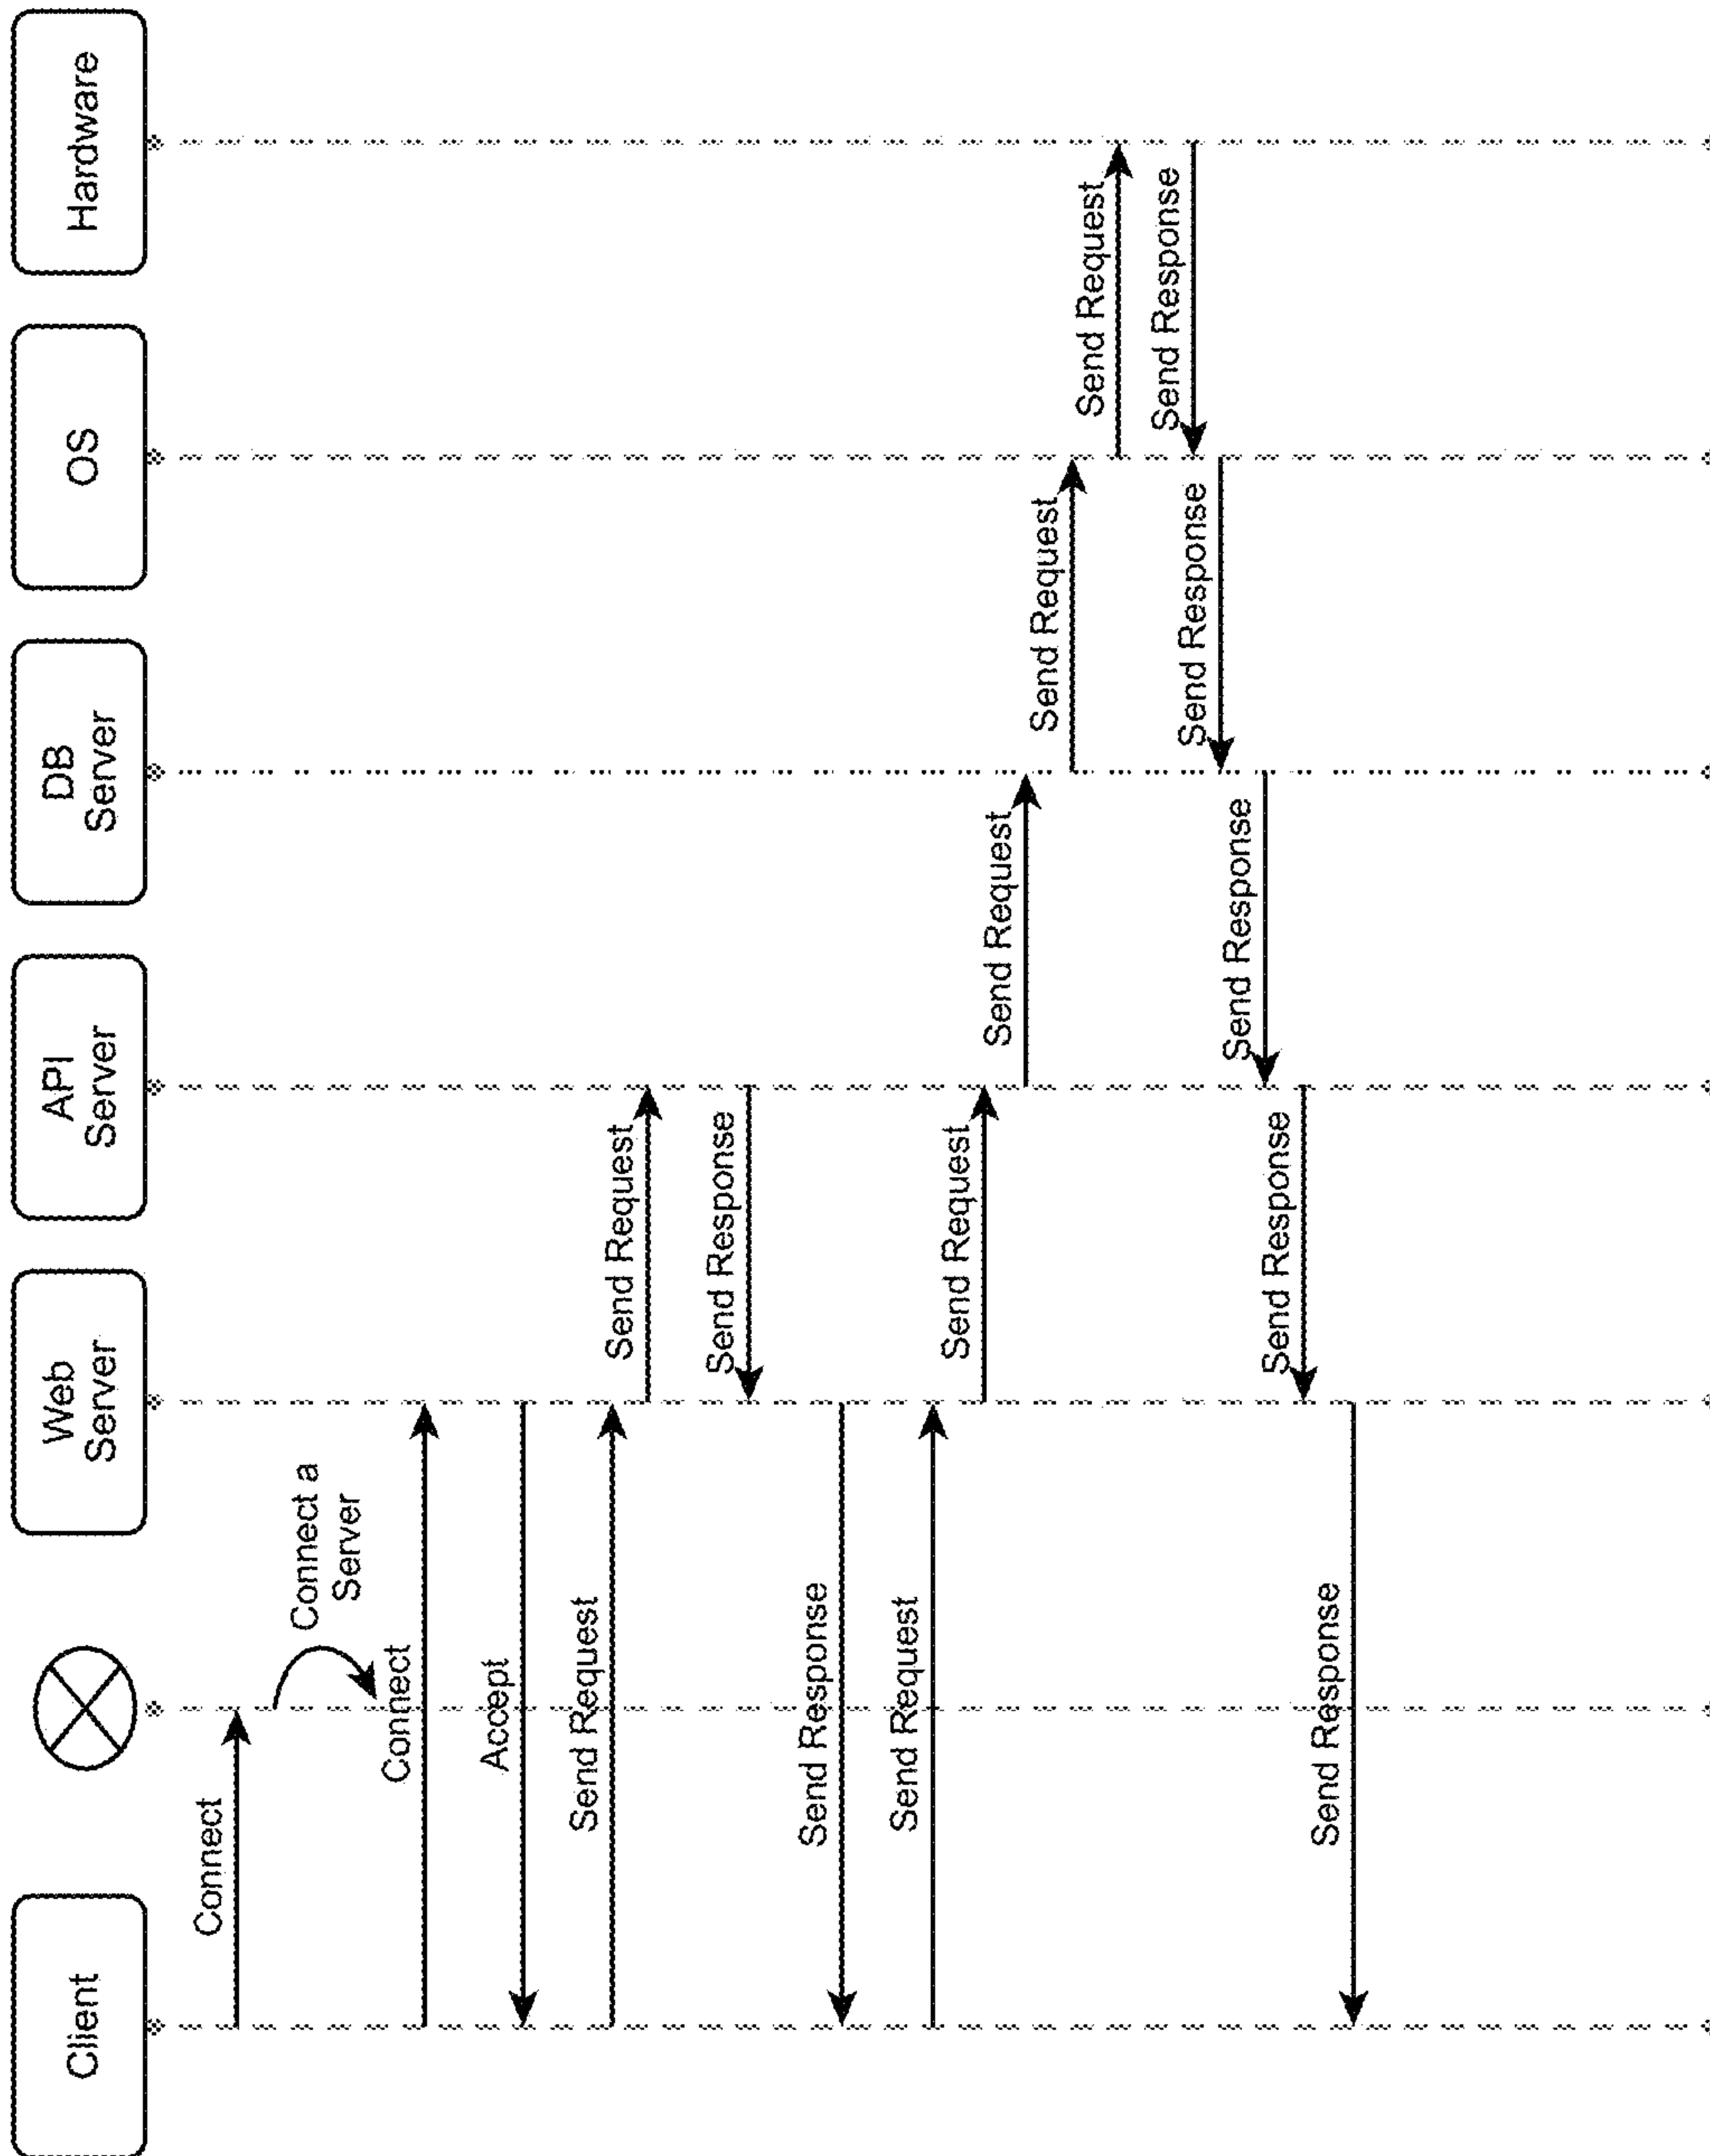 Client
Web
Server
API
Server
DB
Server
OS
Hardware
Connect
Connect a
Server
Connect
Accept
Send Request
Send Request
Send Response
Send Response
Send Request
Send Request
Send Request
Send Request
Send Request
Send Response
Send Response
Send Response
Send Response
Send Response